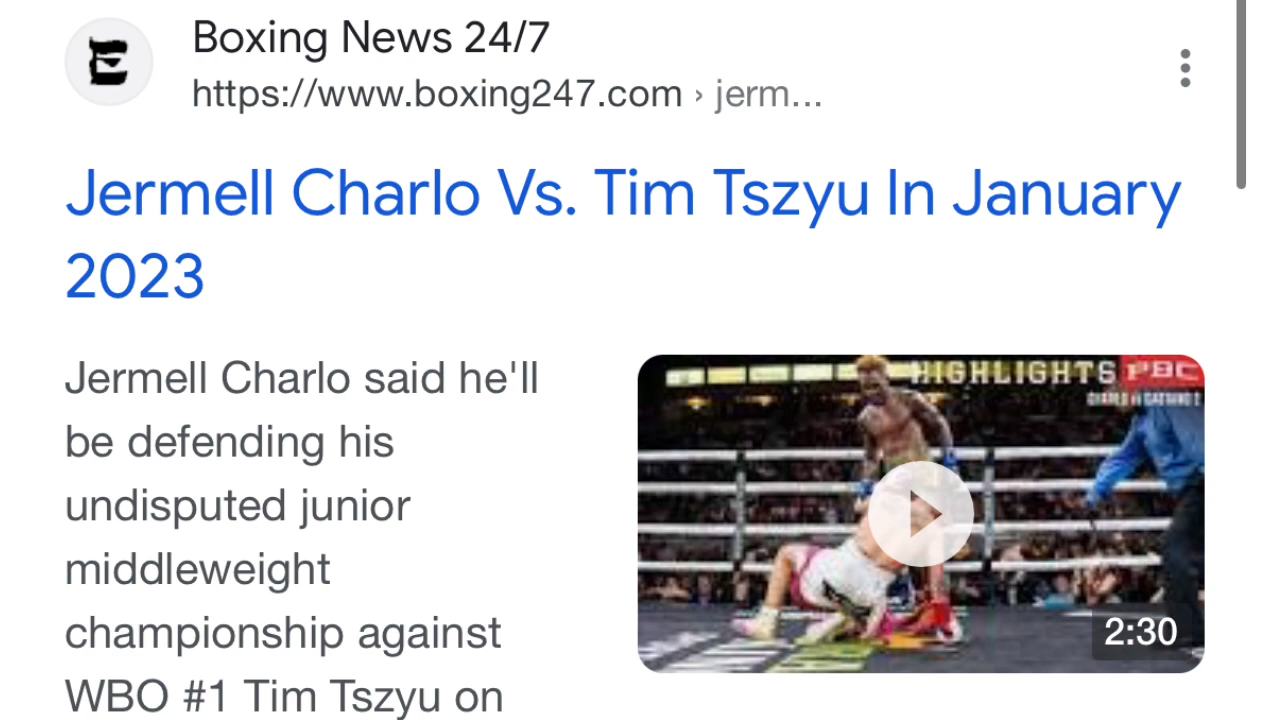 Boxing News 24/7
https://www.boxing247.com › jerm...
Jermell Charlo Vs. Tim Tszyu In January
2023
Jermell Charlo said he'll
be defending his
undisputed junior
middleweight
championship against
WBO #1 Tim Tszyu on
HIGHLIGHTS PBC
2:30